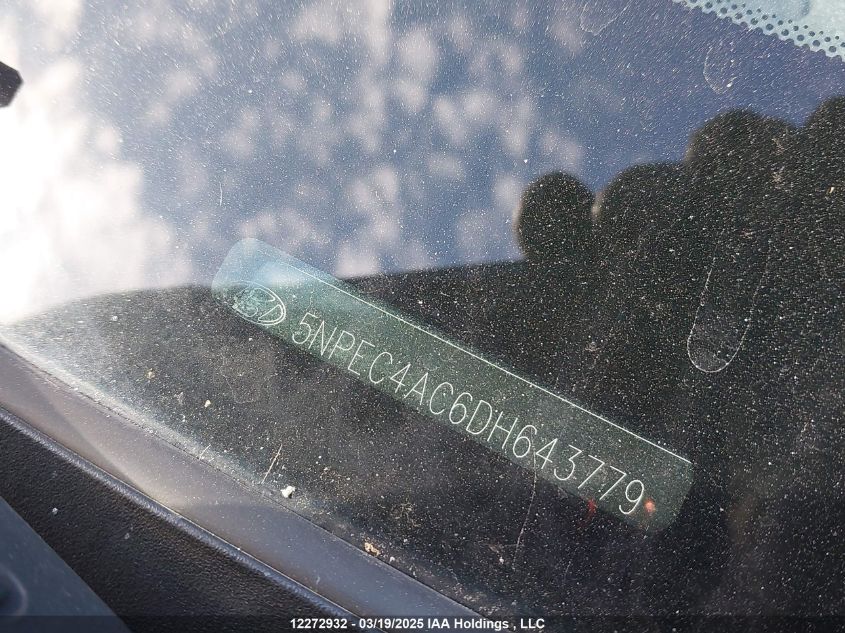 5NPEC4AC6DH643779
12272932 - 03/19/2025 IAA Holdings , LLC